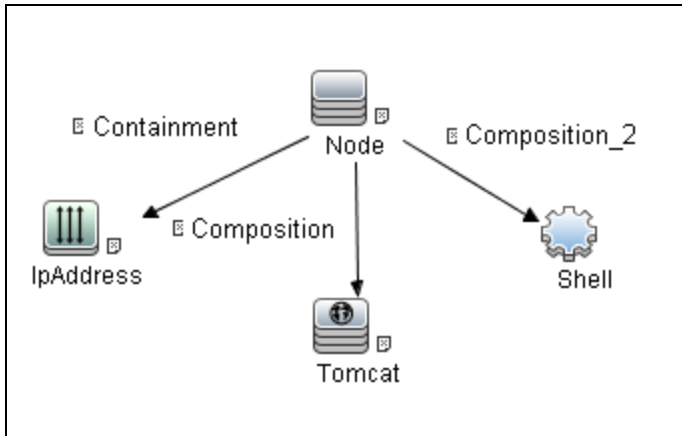 Containment
Node
Composition_2
Composition
IpAddress
Shell
Tomcat